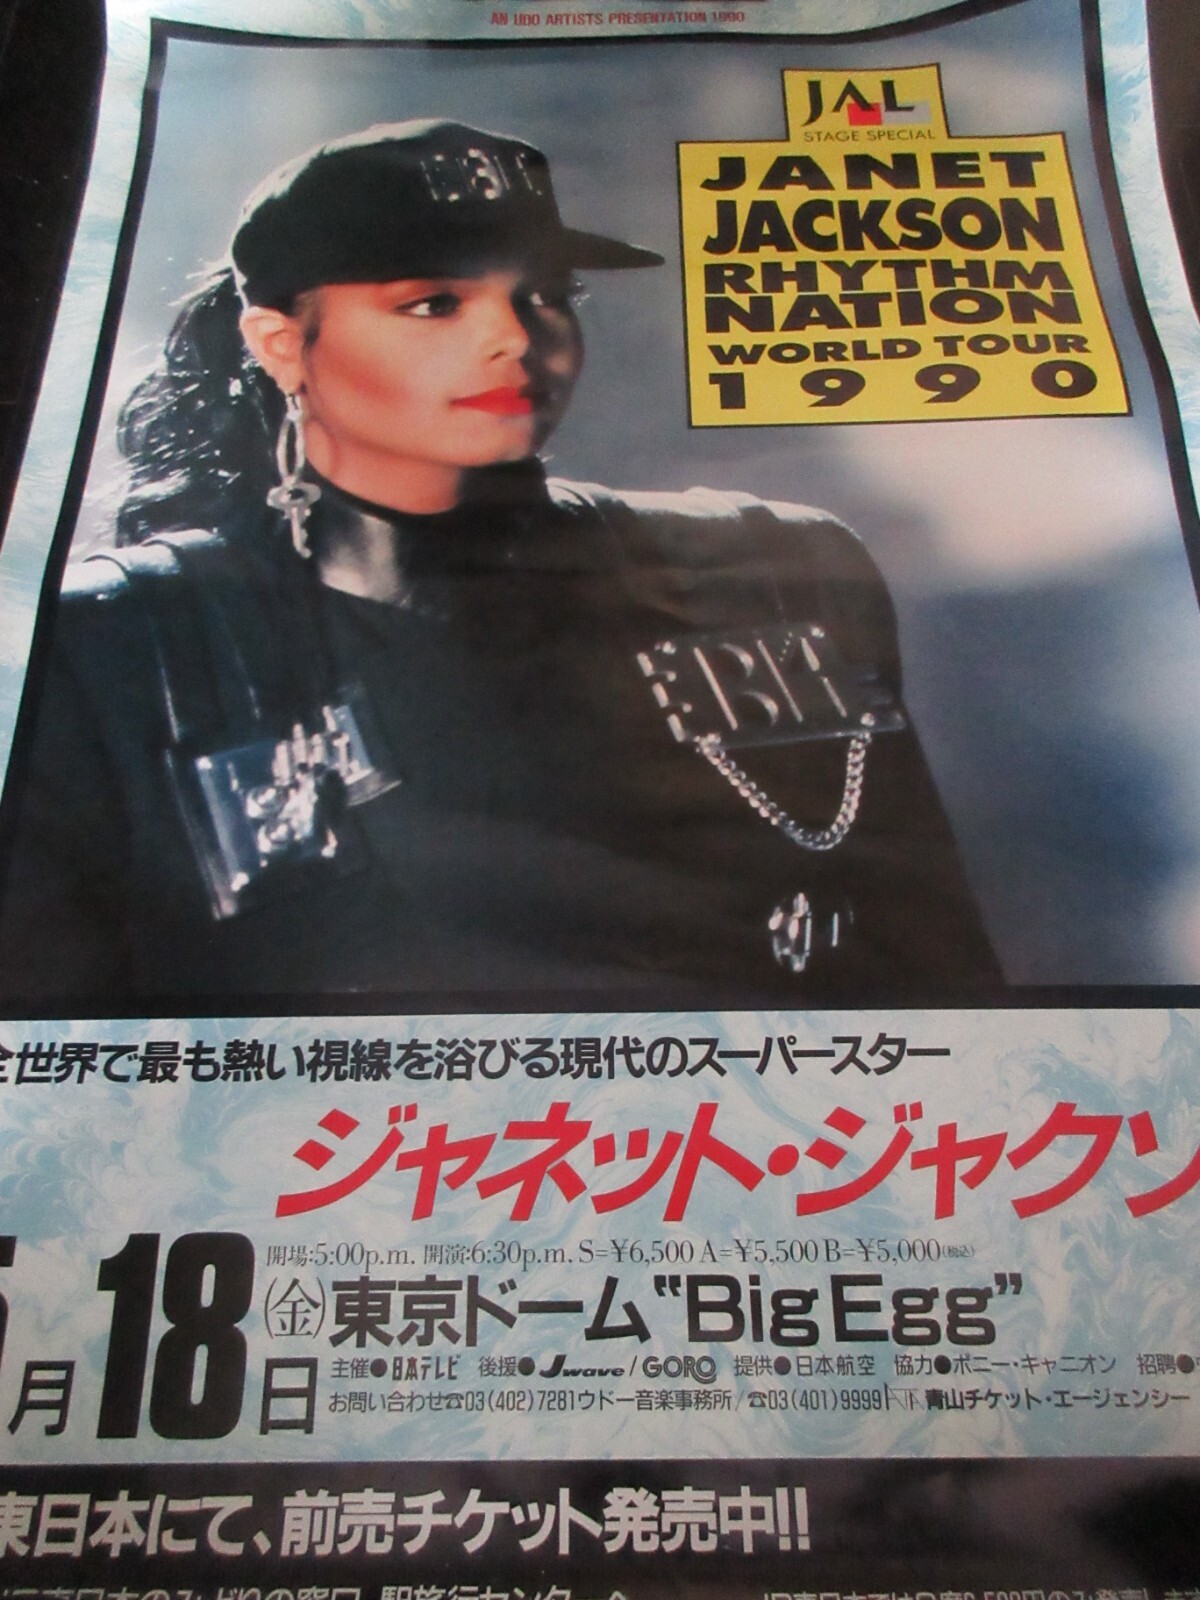 AN UDO ARTISTS PRESENTATION 1990
JAL
STAGE SPECIAL
JANET
JACKSON
RHYTHM
NATION
WORLD TOUR
1990
全世界で最も熱い視線を浴びる現代のスーパースター
ジャネット・ジャクソ
開場:5:00p.m. 開演:6:30p.m. S=¥6,500 A=¥5,500 B=¥5,000(税込)
5月18日(金)東京ドーム"Big Egg"
主催●日本テレビ 後援●J wave/GORO 提供●日本航空 協力●ポニー・キャニオン 招聘●
お問い合わせ☎03(402)7281ウドー音楽事務所/☎03(401)9999 青山チケット・エージェンシー
東日本にて、前売チケット発売中!!